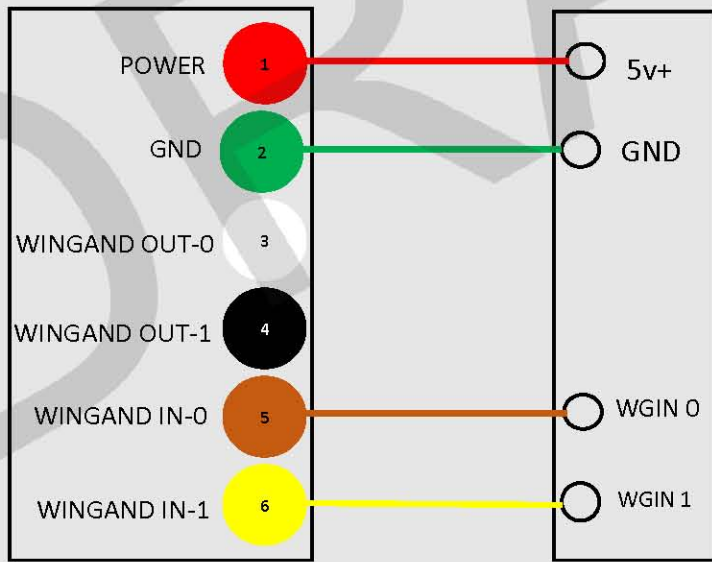 POWER 1 5v+
GND 2 GND
WINGAND OUT-0 3
WINGAND OUT-1 4
WINGAND IN-0 5 WGIN 0
WINGAND IN-1 6 WGIN 1